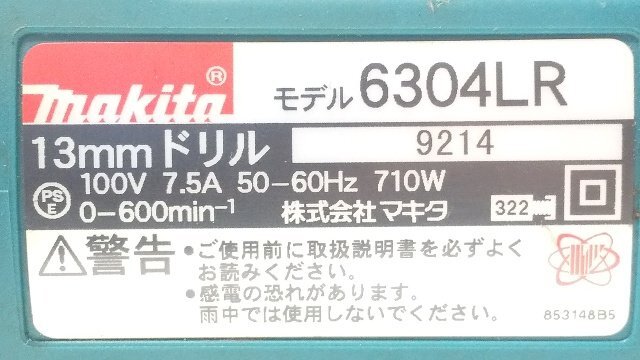 makita®
モデル 6304LR
13mmドリル 9214
PS E 100V 7.5A 50-60Hz 710W
0-600min-1 株式会社マキタ 322
警告 •ご使用前に取扱説明書を必ずよく
お読みください。
•感電の恐れがあります。
雨中では使用しないでください。
853148B5